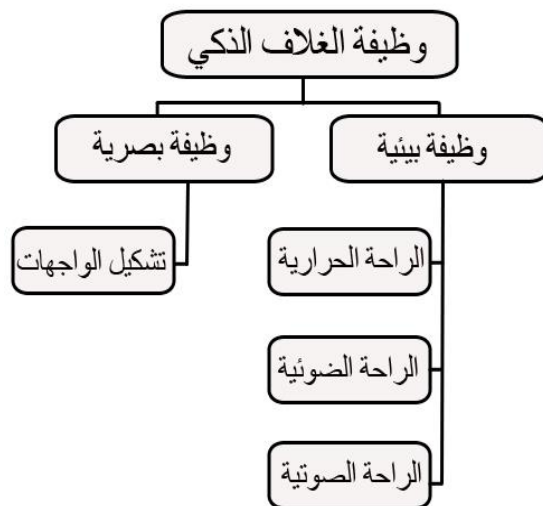 وظيفة الغلاف الذكي
وظيفة بيئية
وظيفة بصرية
الراحة الحرارية
تشكيل الواجهات
الراحة الضوئية
الراحة الصوتية